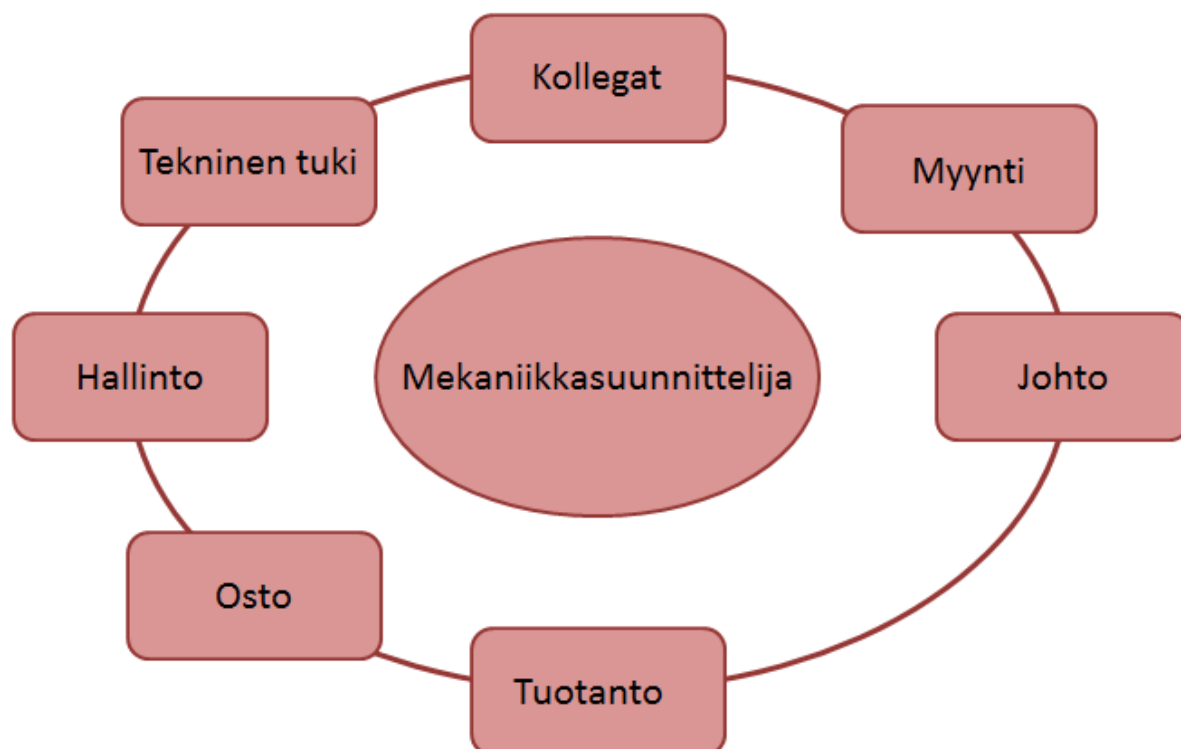 Kollegat
Tekninen tuki
Myynti
Hallinto
Mekaniikkasuunnittelija
Johto
Osto
Tuotanto